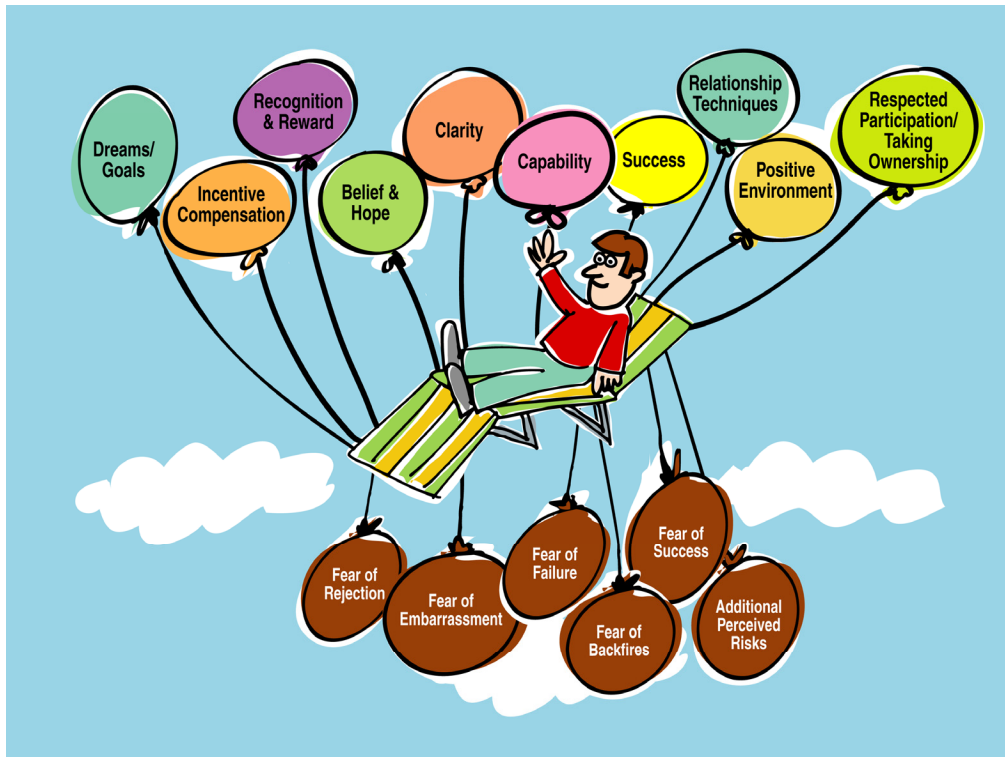 Dreams/
Goals
Incentive
Compensation
Recognition
& Reward
Belief &
Hope
Clarity
Capability
Success
Relationship
Techniques
Positive
Environment
Respected
Participation/
Taking
Ownership
Fear of
Rejection
Fear of
Embarrassment
Fear of
Failure
Fear of
Backfires
Fear of
Success
Additional
Perceived
Risks